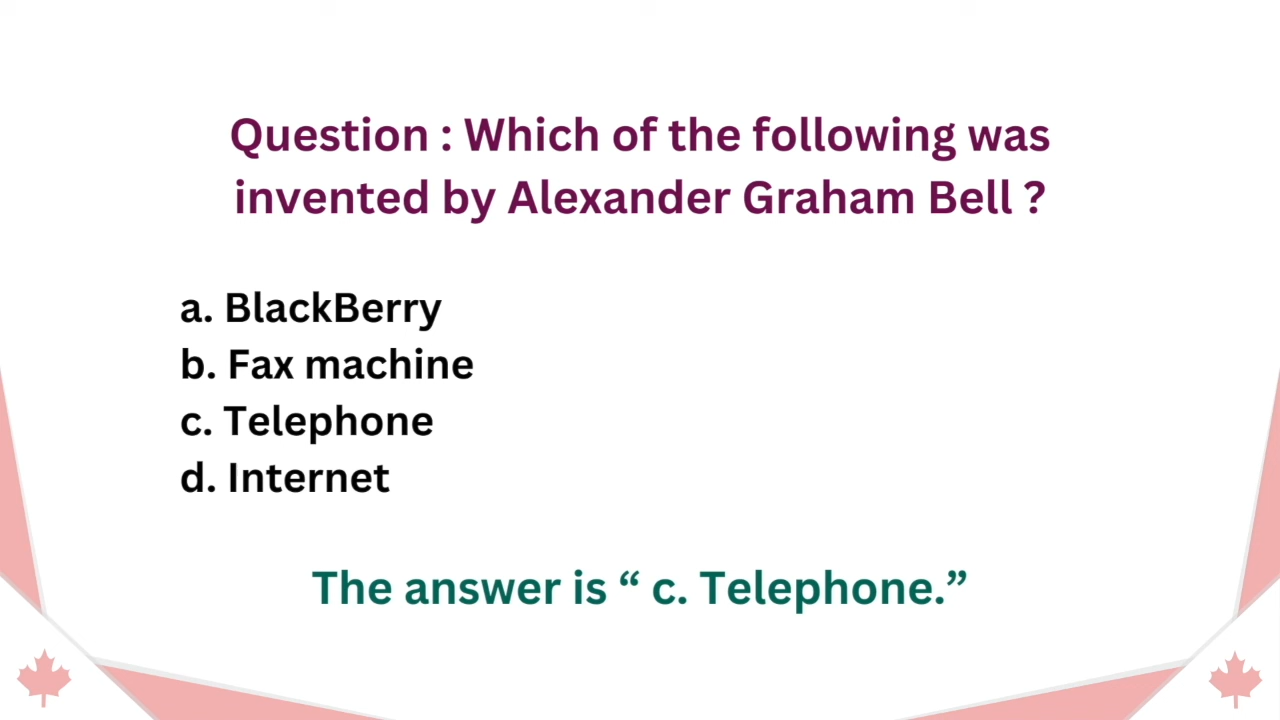 Question : Which of the following was
invented by Alexander Graham Bell ?
a. BlackBerry
b. Fax machine
c. Telephone
d. Internet
The answer is “ c. Telephone.”